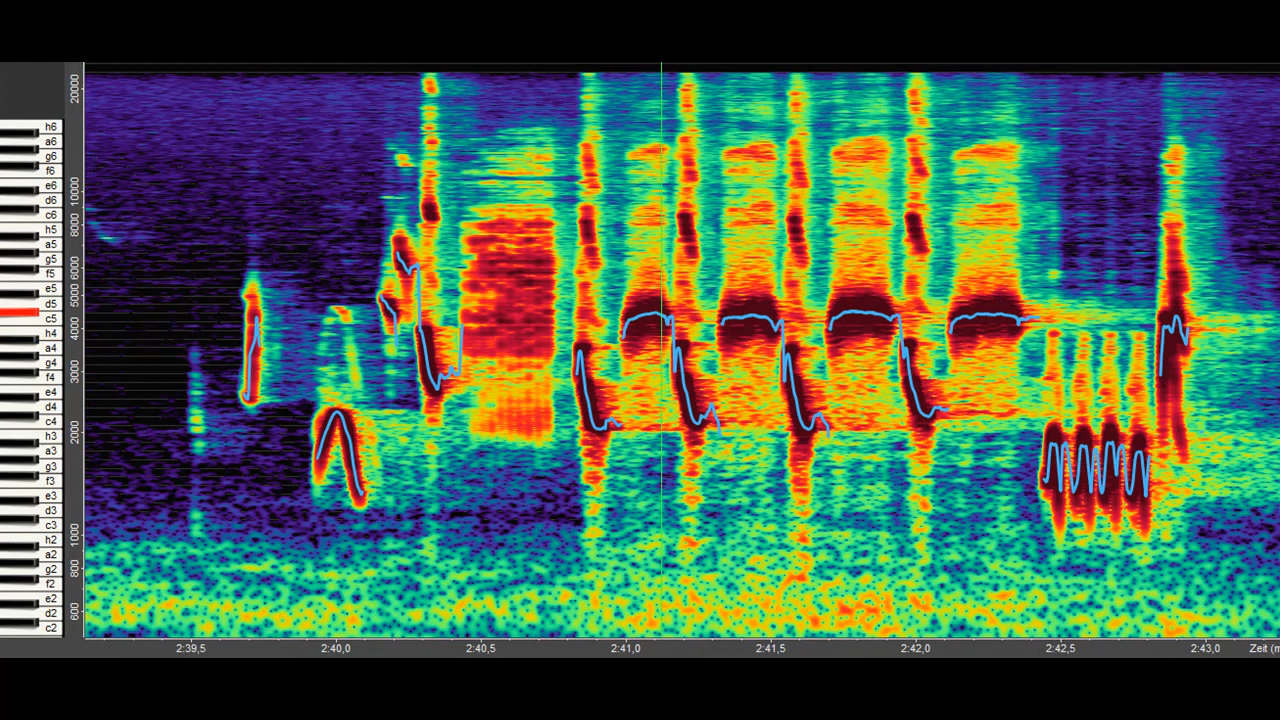 h6
a6
g6
f6
e6
d6
c6
h5
a5
g5
f5
e5
d5
c5
h4
a4
g4
f4
e4
d4
c4
h3
a3
g3
f3
e3
d3
c3
h2
a2
g2
f2
e2
d2
c2
20000
10000
8000
6000
5000
4000
3000
2000
1000
800
600
2:39,5
2:40,0
2:40,5
2:41,0
2:41,5
2:42,0
2:42,5
2:43,0
Zeit (m